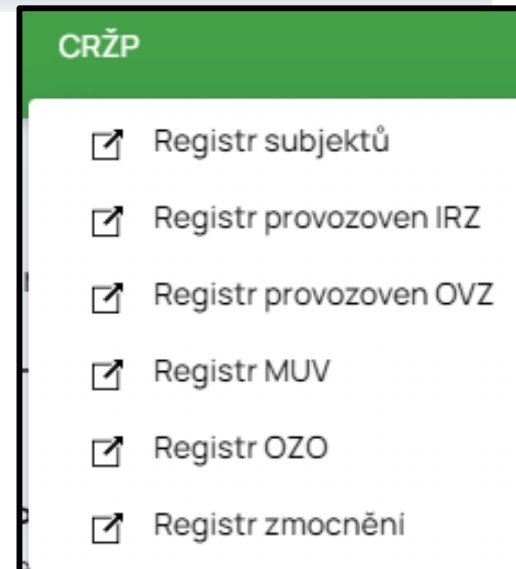 CRŽP
Registr subjektů
Registr provozoven IRZ
Registr provozoven OVZ
Registr MUV
Registr OZO
Registr zmocnění